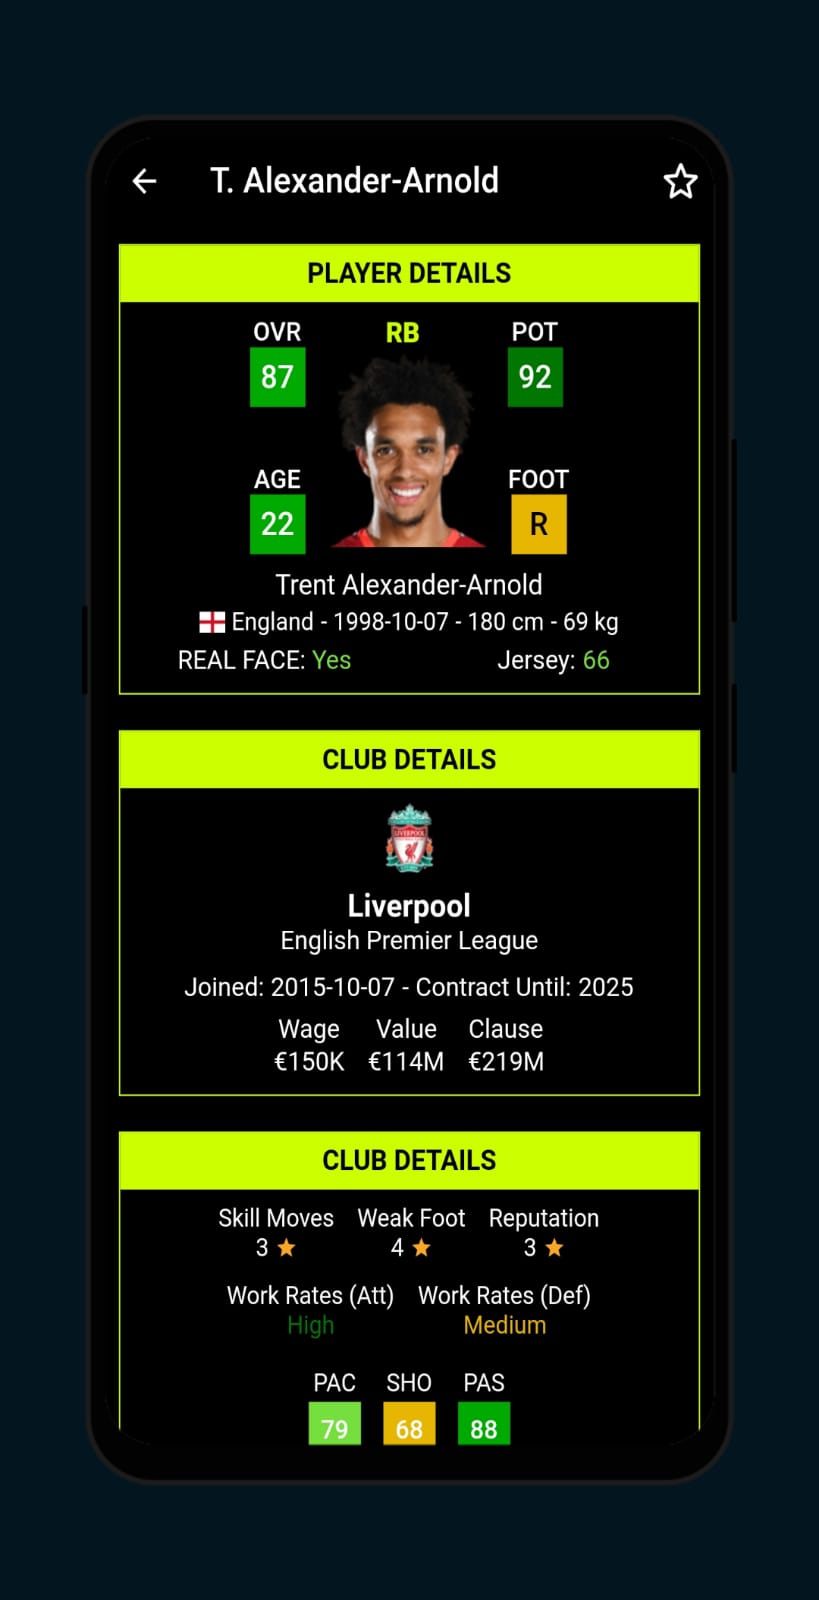 T. Alexander-Arnold
PLAYER DETAILS
OVR RB POT
87 92
AGE FOOT
22 R
Trent Alexander-Arnold
England - 1998-10-07 - 180 cm - 69 kg
REAL FACE: Yes Jersey: 66
CLUB DETAILS
LIVERPOOL
Liverpool
English Premier League
Joined: 2015-10-07 - Contract Until: 2025
Wage Value Clause
€150K €114M €219M
CLUB DETAILS
Skill Moves Weak Foot Reputation
3 4 3
Work Rates (Att) Work Rates (Def)
High Medium
PAC SHO PAS
79 68 88